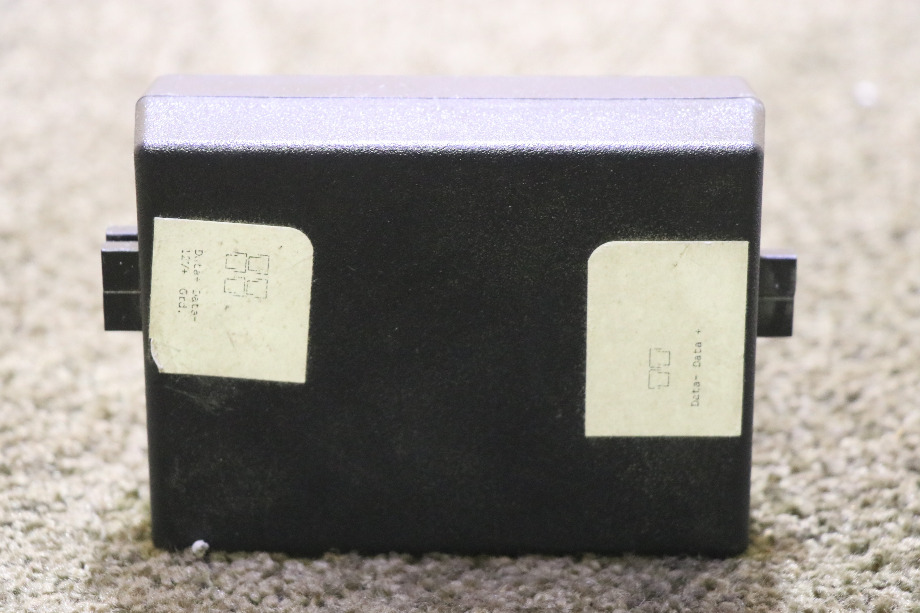 Data+ Data-
12V+ Grd.
Data- Data +